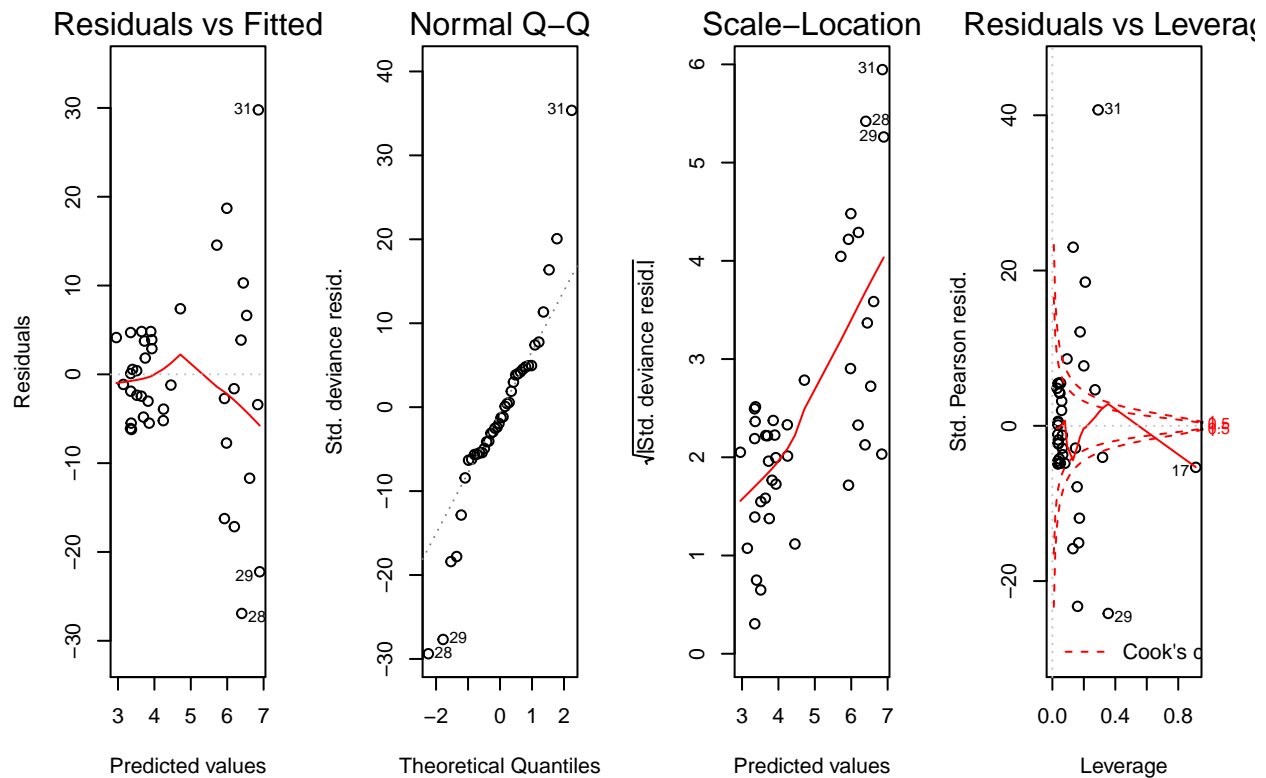 Residuals vs Fitted
30
20
10
0
−10
−20
−30
3 4 5 6 7
31
29
28
Residuals
Predicted values
Normal Q−Q
40
30
20
10
0
−10
−20
−30
−2 0 1 2
31
29
28
Std. deviance resid.
Theoretical Quantiles
Scale−Location
6
5
4
3
2
1
0
3 4 5 6 7
31
28
29
√|Std. deviance resid.|
Predicted values
Residuals vs Leverag
40
20
0
−20
0.0 0.4 0.8
31
17
29
Cook's d
Std. Pearson resid.
Leverage